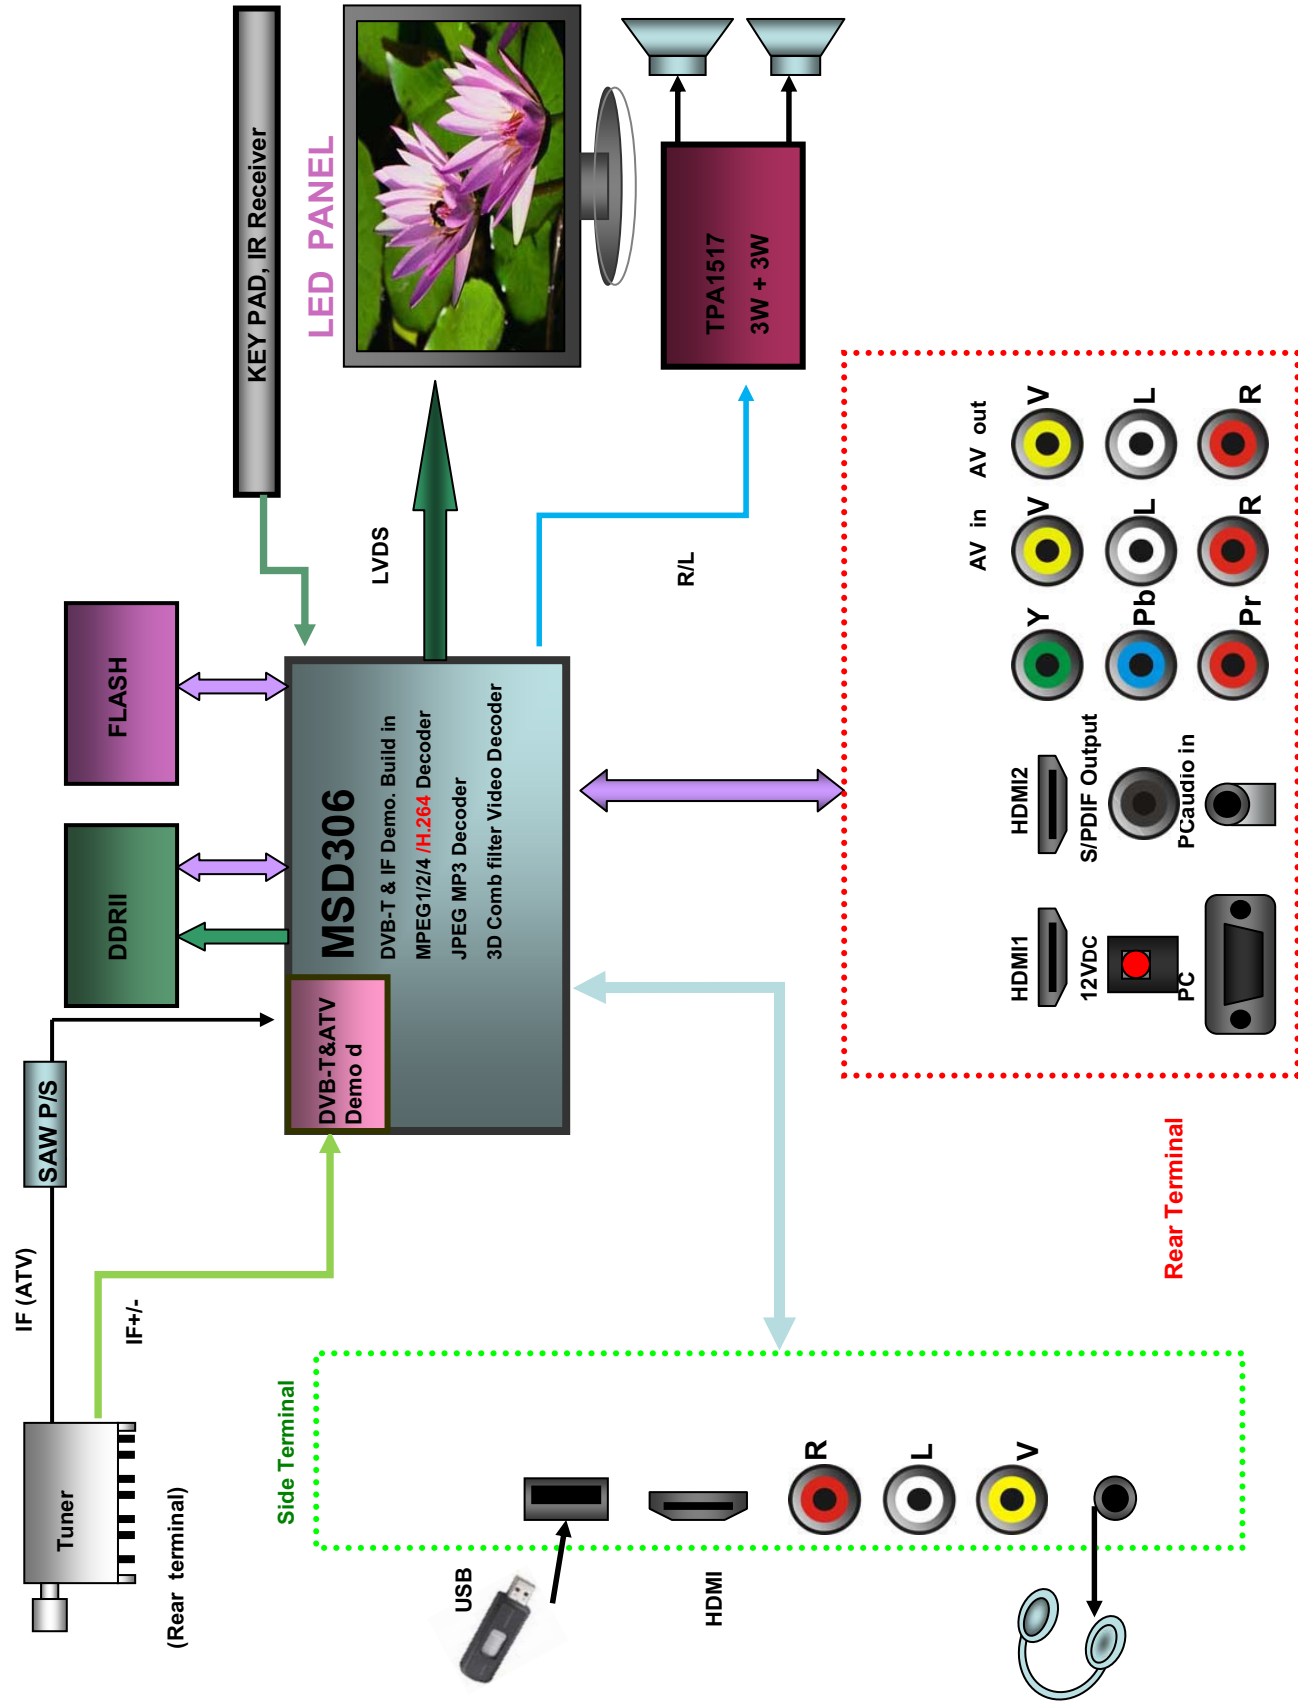 Tuner
(Rear terminal)
IF (ATV)
IF+/-
SAW P/S
DDRII
FLASH
KEY PAD, IR Receiver
DVB-T&ATV
Demo d
MSD306
DVB-T & IF Demo. Build in
MPEG1/2/4 /H.264 Decoder
JPEG MP3 Decoder
3D Comb filter Video Decoder
LVDS
LED PANEL
R/L
TPA1517
3W + 3W
Side Terminal
USB
HDMI
R
L
V
Rear Terminal
HDMI1
HDMI2
Y
AV in
V
AV out
V
12VDC
S/PDIF Output
Pb
L
L
PC
PCaudio in
Pr
R
R